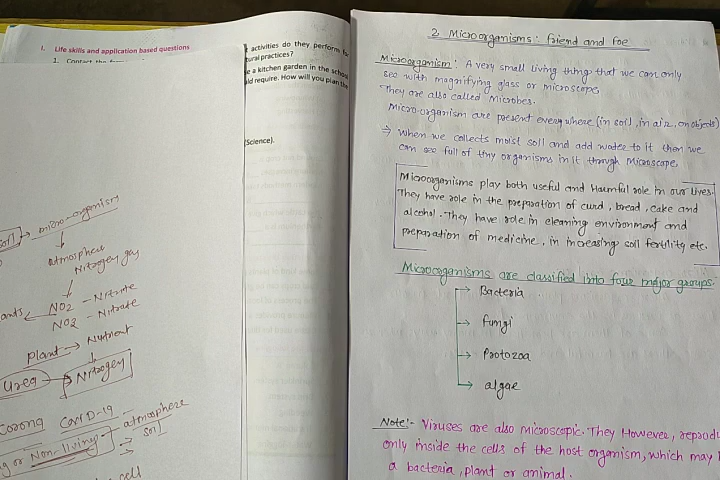 I. Life skills and application based questions
1.
activities do they perform
tural practices?
e a kitchen garden in the school
ld require. How will you plan the
(Science).
micro-organism
atmosphere
Nitrogen gas
ants
NO2 - Nitrite
NO3 - Nitrate
Plant → Nutrient
Urea → Nitrogen
Corona
atmosphere
or Non-living
soil
cell
2. Microorganisms: friend and foe
Microorganism: A very small living things that we can only
see with magnifying glass or microscope,
They are also called Microbes.
Micro-organism are present every where (in soil, in air, on objects)
⇒ When we collects moist soil and add water to it then we
can see full of tiny organisms in it through Microscope,
Microorganisms play both useful and Harmful role in our lives.
They have role in the preparation of curd, bread, cake and
alcohol. They have role in cleaning environment and
preparation of medicine, in increasing soil fertility etc.
Microorganisms are classified into four major groups:
→ Bacteria
→ fungi
→ Protozoa
→ algae
Note:- Viruses are also microscopic. They However, reprodu
only inside the cells of the host organism, which may
a bacteria, plant or animal.